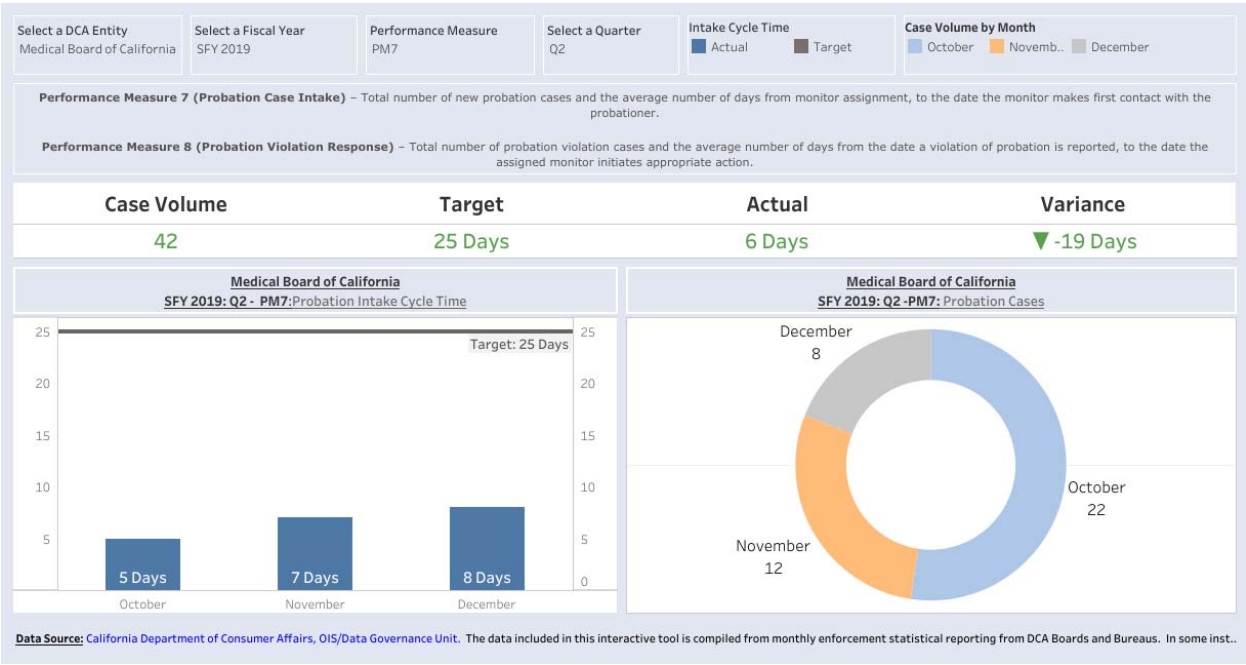 Select a DCA Entity
Medical Board of California
Select a Fiscal Year
SFY 2019
Performance Measure
PM7
Select a Quarter
Q2
Intake Cycle Time
Actual
Target
Case Volume by Month
October
Novemb..
December
Performance Measure 7 (Probation Case Intake) – Total number of new probation cases and the average number of days from monitor assignment, to the date the monitor makes first contact with the
probationer.
Performance Measure 8 (Probation Violation Response) – Total number of probation violation cases and the average number of days from the date a violation of probation is reported, to the date the
assigned monitor initiates appropriate action.
Case Volume
Target
Actual
Variance
42
25 Days
6 Days
▼ -19 Days
Medical Board of California
SFY 2019: Q2 - PM7:Probation Intake Cycle Time
25
20
15
10
5
25
20
15
10
5
0
Target: 25 Days
5 Days
7 Days
8 Days
October
November
December
Medical Board of California
SFY 2019: Q2 -PM7: Probation Cases
December
8
October
22
November
12
Data Source: California Department of Consumer Affairs, OIS/Data Governance Unit. The data included in this interactive tool is compiled from monthly enforcement statistical reporting from DCA Boards and Bureaus. In some inst..